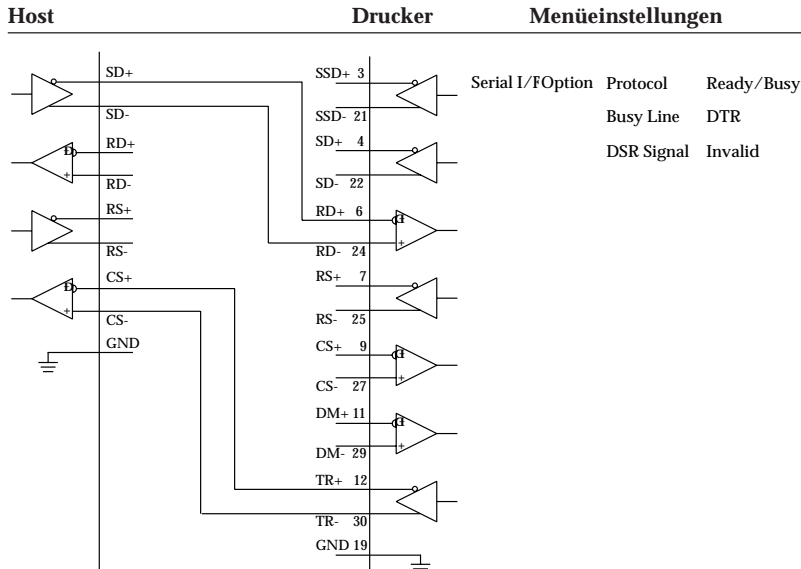 Host Drucker Menüeinstellungen
SD+ SSD+ 3 Serial I/F Option Protocol Ready/Busy
SD- SSD- 21 Busy Line DTR
RD+ SD+ 4 DSR Signal Invalid
RD- SD- 22
RS+ RD+ 6
RS- RD- 24
CS+ RS+ 7
CS- RS- 25
GND CS+ 9
CS- 27
DM+ 11
DM- 29
TR+ 12
TR- 30
GND 19